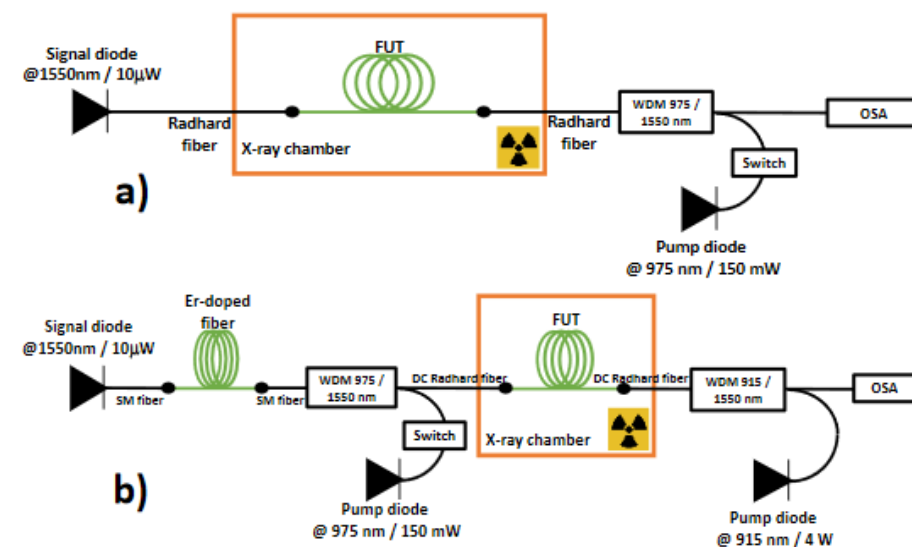 Signal diode
@1550nm / 10µW
FUT
Radhard
fiber
X-ray chamber
Radhard
fiber
WDM 975 /
1550 nm
OSA
Switch
a)
Pump diode
@ 975 nm / 150 mW
Er-doped
fiber
Signal diode
@1550nm / 10µW
SM fiber
SM fiber
WDM 975 /
1550 nm
DC Radhard fiber
FUT
DC Radhard fiber
WDM 915 /
1550 nm
OSA
Switch
X-ray chamber
b)
Pump diode
@ 975 nm / 150 mW
Pump diode
@ 915 nm / 4 W